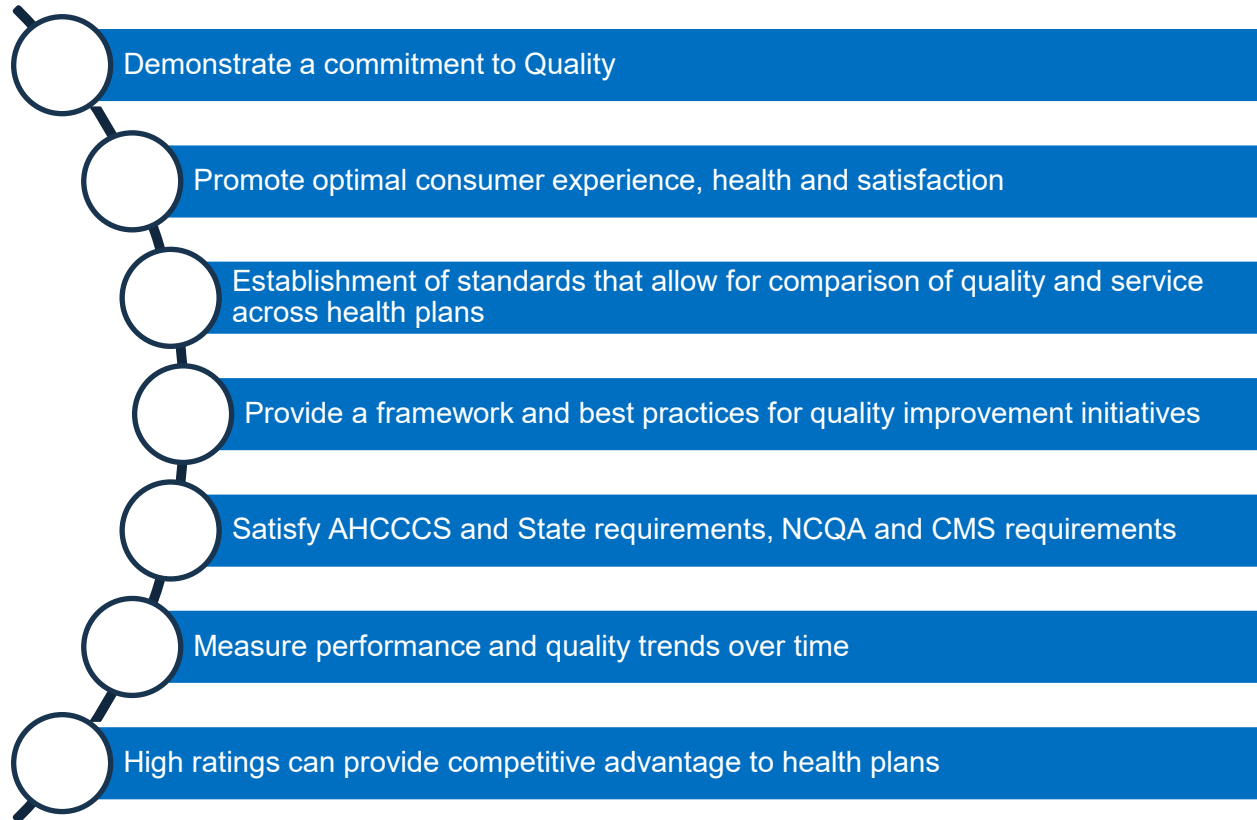 Demonstrate a commitment to Quality
Promote optimal consumer experience, health and satisfaction
Establishment of standards that allow for comparison of quality and service
across health plans
Provide a framework and best practices for quality improvement initiatives
Satisfy AHCCCS and State requirements, NCQA and CMS requirements
Measure performance and quality trends over time
High ratings can provide competitive advantage to health plans